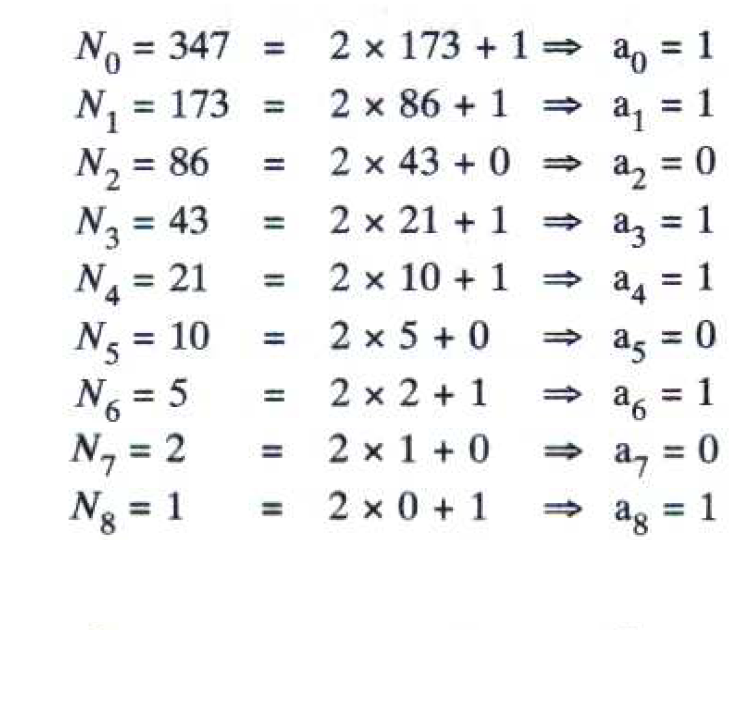 N₀ = 347 = 2 × 173 + 1 ⇒ a₀ = 1
N₁ = 173 = 2 × 86 + 1 ⇒ a₁ = 1
N₂ = 86 = 2 × 43 + 0 ⇒ a₂ = 0
N₃ = 43 = 2 × 21 + 1 ⇒ a₃ = 1
N₄ = 21 = 2 × 10 + 1 ⇒ a₄ = 1
N₅ = 10 = 2 × 5 + 0 ⇒ a₅ = 0
N₆ = 5 = 2 × 2 + 1 ⇒ a₆ = 1
N₇ = 2 = 2 × 1 + 0 ⇒ a₇ = 0
N₈ = 1 = 2 × 0 + 1 ⇒ a₈ = 1